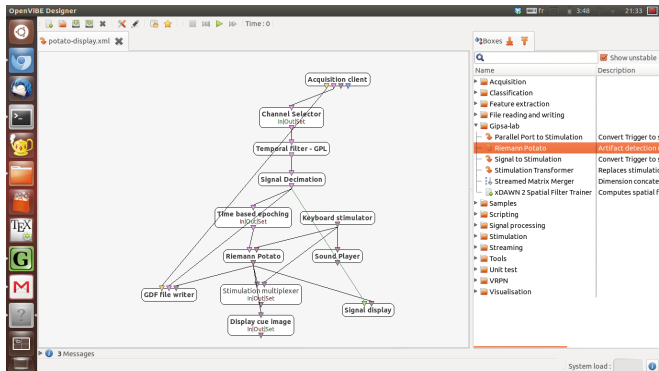 OpenViBE Designer
fr
3:48
21:33
Time : 0
potato-display.xml
Boxes
Show unstable
Name
Description
Acquisition
Classification
Feature extraction
File reading and writing
Gipsa-lab
Parallel Port to Stimulation
Convert Trigger to s
Riemann Potato
Artifact detection
Signal to Stimulation
Convert Trigger to s
Stimulation Transformer
Replaces stimulatio
Streamed Matrix Merger
Dimension concate
xDAWN 2 Spatial Filter Trainer
Computes spatial f
Samples
Scripting
Signal processing
Stimulation
Streaming
Tools
Unit test
VRPN
Visualisation
Acquisition client
Channel Selector
In|Out|Set
Temporal filter - GPL
Signal Decimation
Time based epoching
In|Out|Set
Keyboard stimulator
Riemann Potato
Sound Player
GDF file writer
Stimulation multiplexer
In|Out|Set
Signal display
Display cue image
In|Out|Set
TEX
G
M
?
3 Messages
System load :